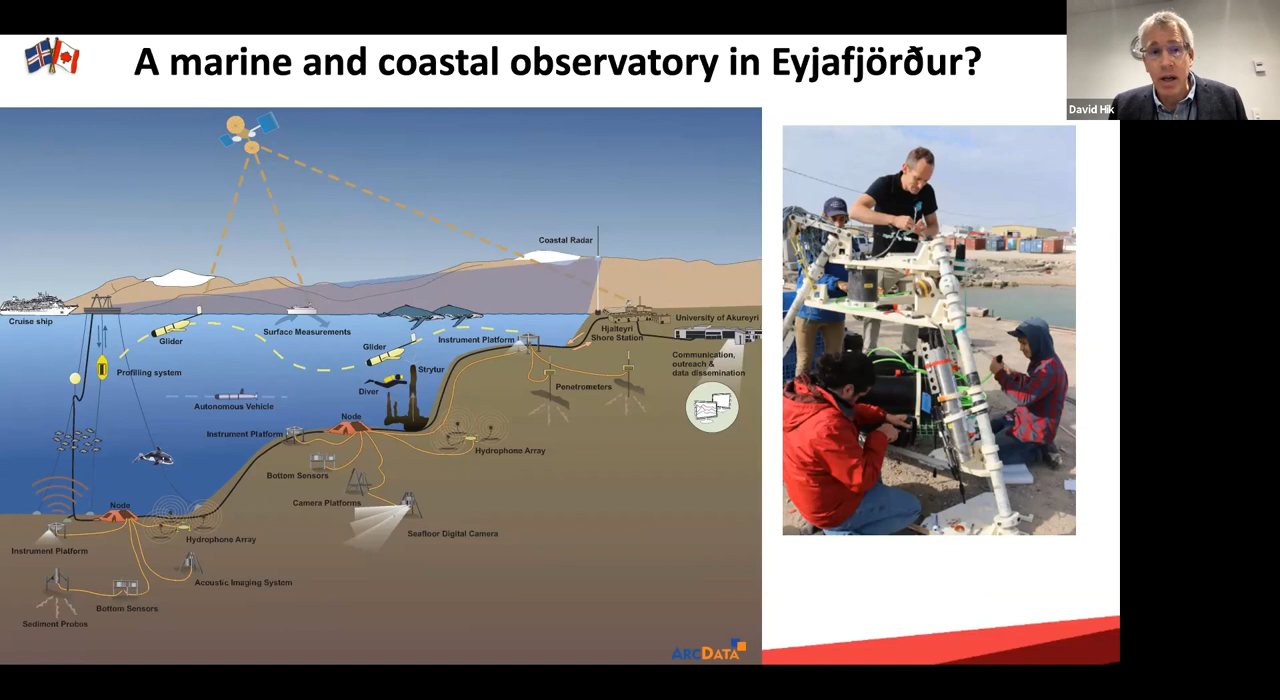 A marine and coastal observatory in Eyjafjörður?
David Hik
Coastal Radar
Cruise ship
Glider
Surface Measurements
Glider
Instrument Platform
Hjalteyri
Shore Station
University of Akureyri
Communication,
outreach &
data dissemination
Profiling system
Strytur
Diver
Penetrometers
Autonomous Vehicle
Node
Instrument Platform
Hydrophone Array
Bottom Sensors
Camera Platforms
Seafloor Digital Camera
Node
Hydrophone Array
Instrument Platform
Acoustic Imaging System
Bottom Sensors
Sediment Probes
ARCDATA